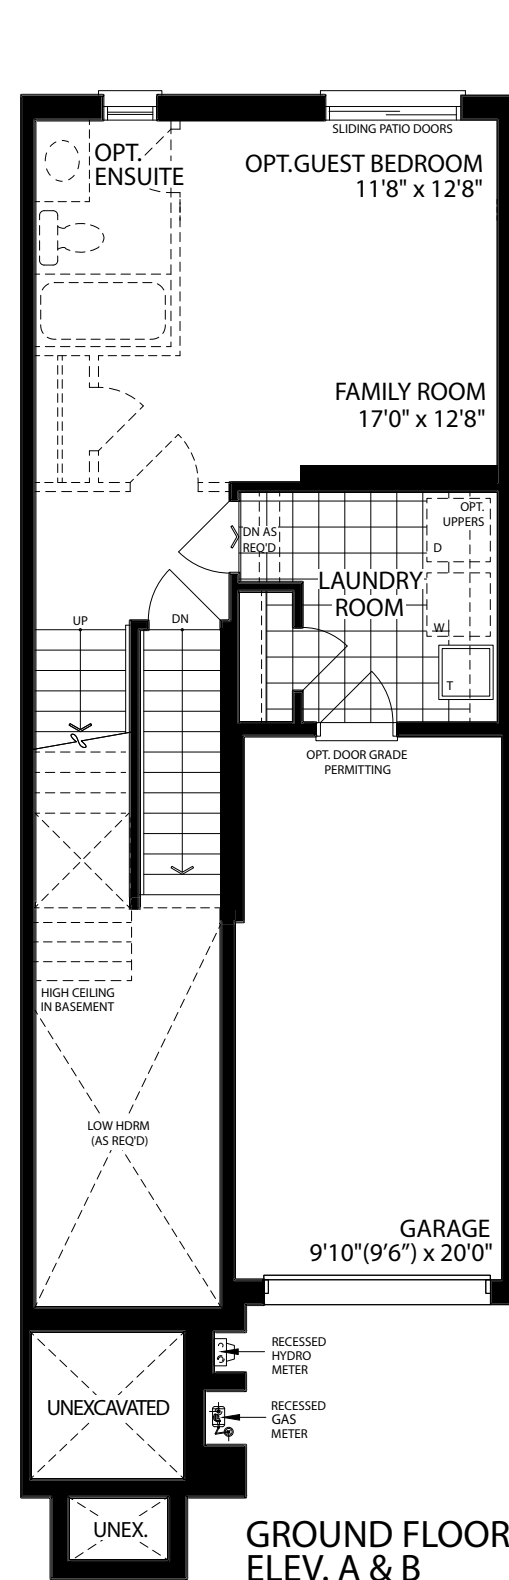 SLIDING PATIO DOORS
OPT.
ENSUITE
OPT.GUEST BEDROOM
11'8" x 12'8"
FAMILY ROOM
17'0" x 12'8"
OPT.
UPPERS
DN AS
REQ'D
D
LAUNDRY
ROOM
W
T
UP
DN
OPT. DOOR GRADE
PERMITTING
HIGH CEILING
IN BASEMENT
LOW HDRM
(AS REQ'D)
GARAGE
9'10"(9’6”) x 20'0"
RECESSED
HYDRO
METER
UNEXCAVATED
RECESSED
GAS
METER
UNEX.
GROUND FLOOR
ELEV. A & B